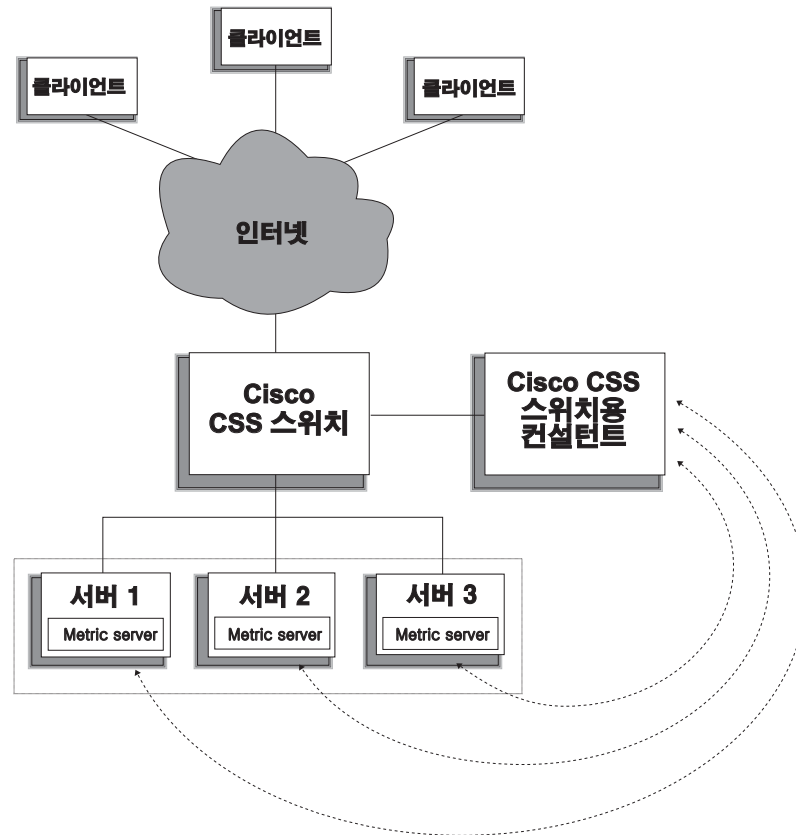 클라이언트
클라이언트
클라이언트
인터넷
Cisco
CSS 스위치
Cisco CSS
스위치용
컨설턴트
서버 1
Metric server
서버 2
Metric server
서버 3
Metric server